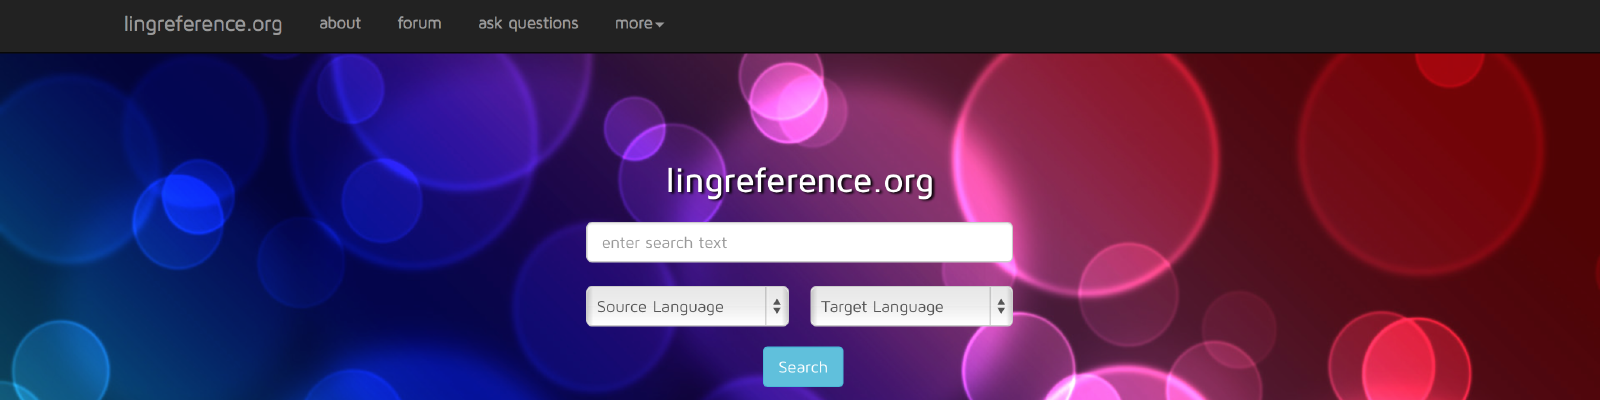 lingreference.org about forum ask questions more
lingreference.org
enter search text
Source Language Target Language
Search